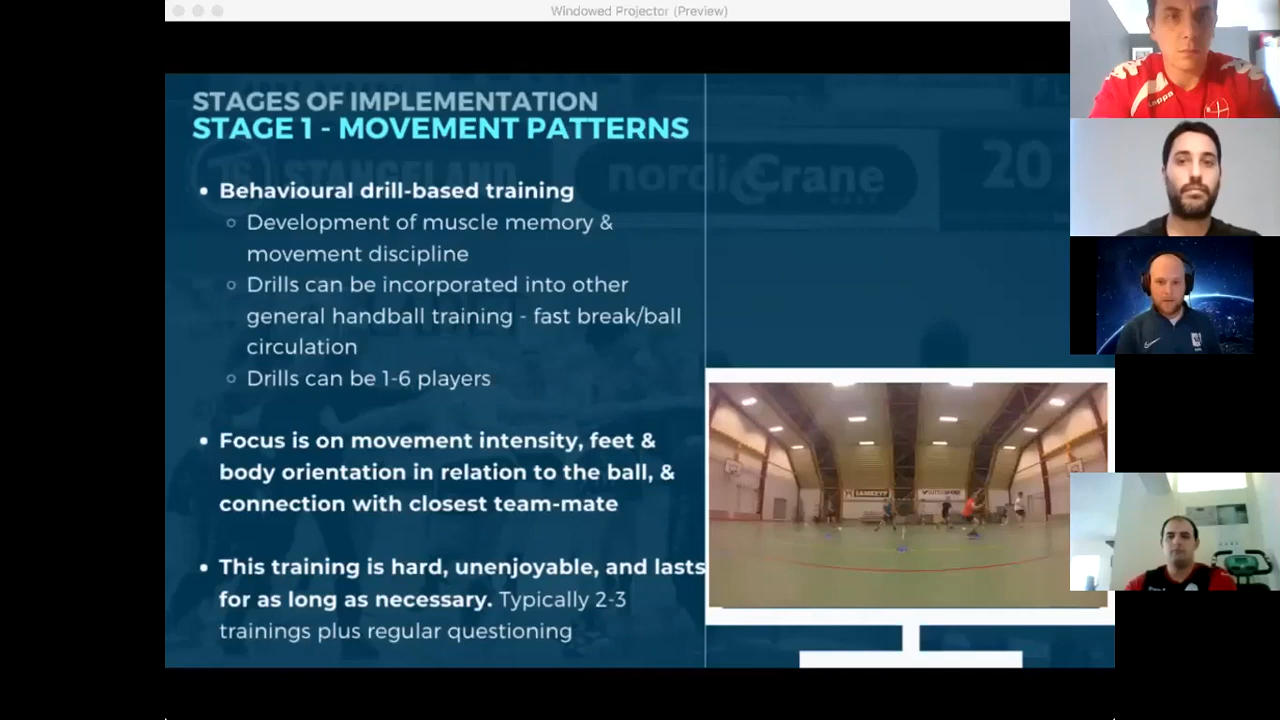 Windowed Projector (Preview)
STAGES OF IMPLEMENTATION
STAGE 1 - MOVEMENT PATTERNS
• Behavioural drill-based training
○ Development of muscle memory &
movement discipline
○ Drills can be incorporated into other
general handball training - fast break/ball
circulation
○ Drills can be 1-6 players
• Focus is on movement intensity, feet &
body orientation in relation to the ball, &
connection with closest team-mate
• This training is hard, unenjoyable, and lasts
for as long as necessary. Typically 2-3
trainings plus regular questioning
STANGELAND
nordic Crane
20
Kappa